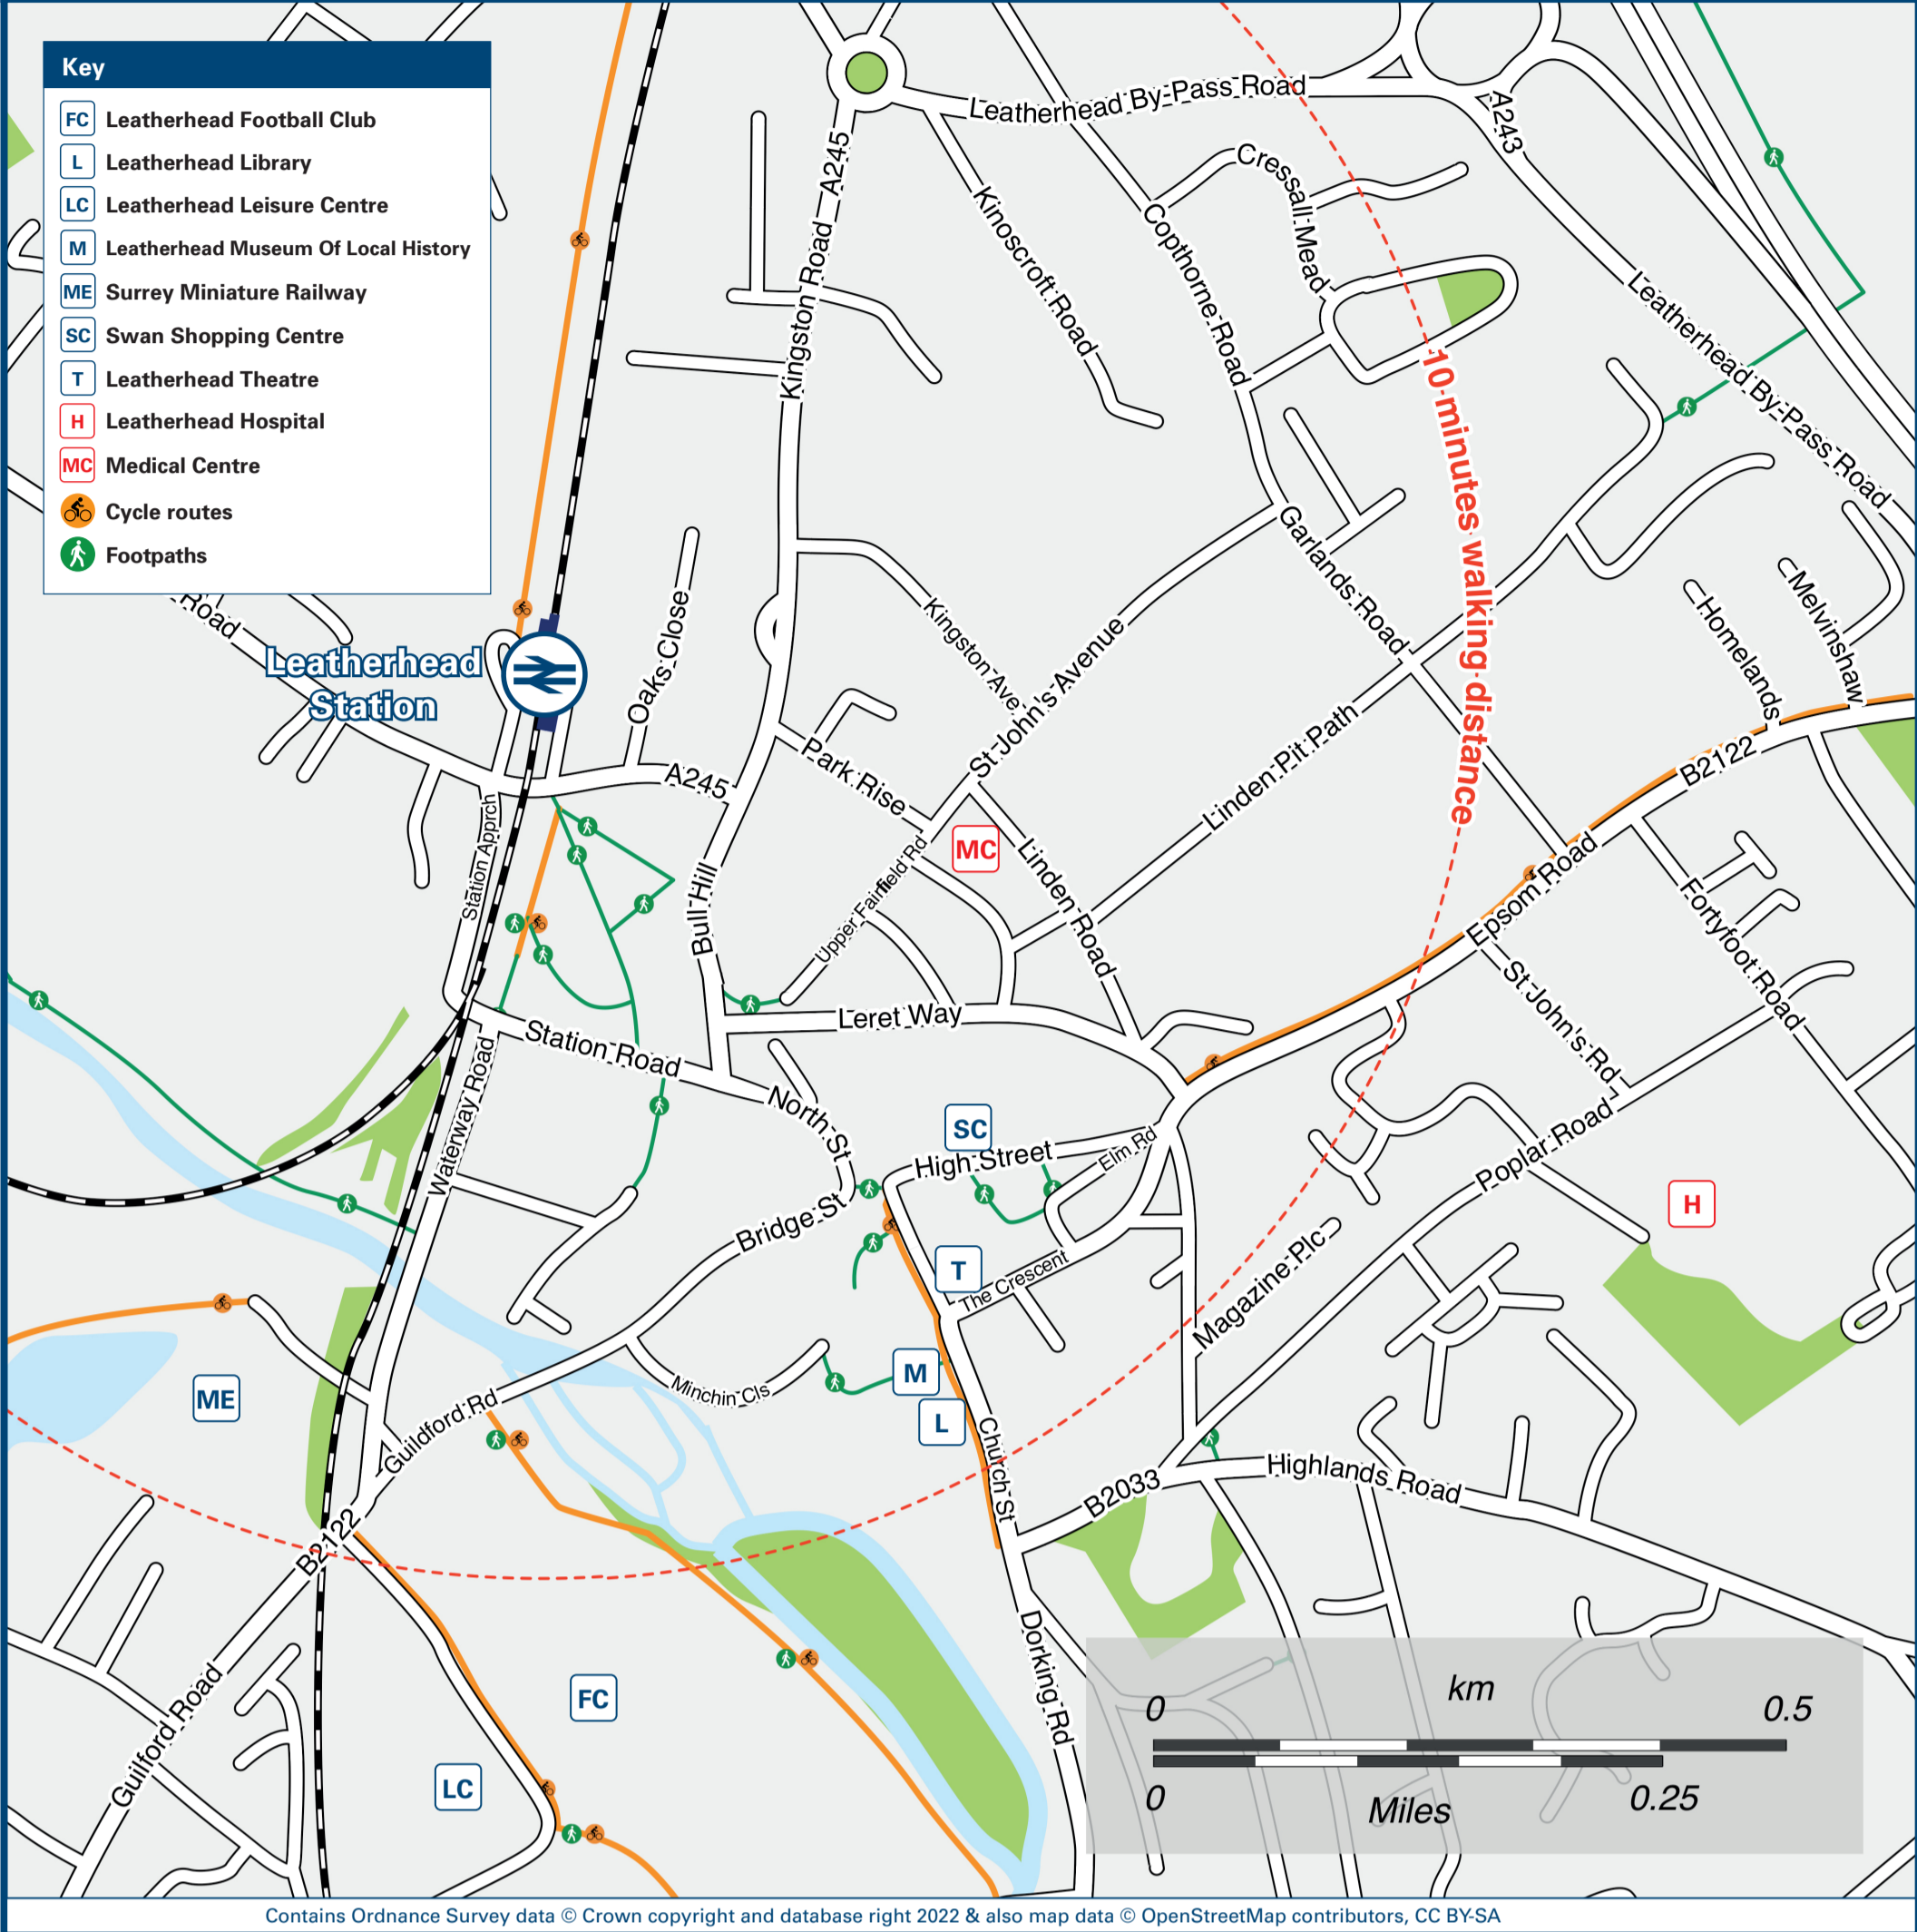 Key
FC Leatherhead Football Club
L Leatherhead Library
LC Leatherhead Leisure Centre
M Leatherhead Museum Of Local History
ME Surrey Miniature Railway
SC Swan Shopping Centre
T Leatherhead Theatre
H Leatherhead Hospital
MC Medical Centre
Cycle routes
Footpaths
Leatherhead By-Pass Road
A243
Kingston Road A245
Kinoscroft Road
Cressall Mead
Copthorne Road
Leatherhead By-Pass Road
10 minutes walking distance
Garlands Road
Road
Leatherhead
Station
Oaks Close
Kingston Ave
St John's Avenue
Homelands
Melvinshaw
A245
Park Rise
Linden Pit Path
B2122
Station Apprch
Bull Hill
Upper Fairfield Rd
MC
Linden Road
Epsom Road
Fortyfoot Road
St John's Rd
Leret Way
Station Road
Waterway Road
North St
SC
High Street
Elm Rd
Poplar Road
H
Bridge St
T
The Crescent
Magazine Plc
ME
Minchin Cls
M
L
Guildford Rd
Church St
B2033
Highlands Road
B2122
Dorking Rd
FC
LC
Guilford Road
km
0 0.5
0 0.25
Miles
Contains Ordnance Survey data © Crown copyright and database right 2022 & also map data © OpenStreetMap contributors, CC BY-SA